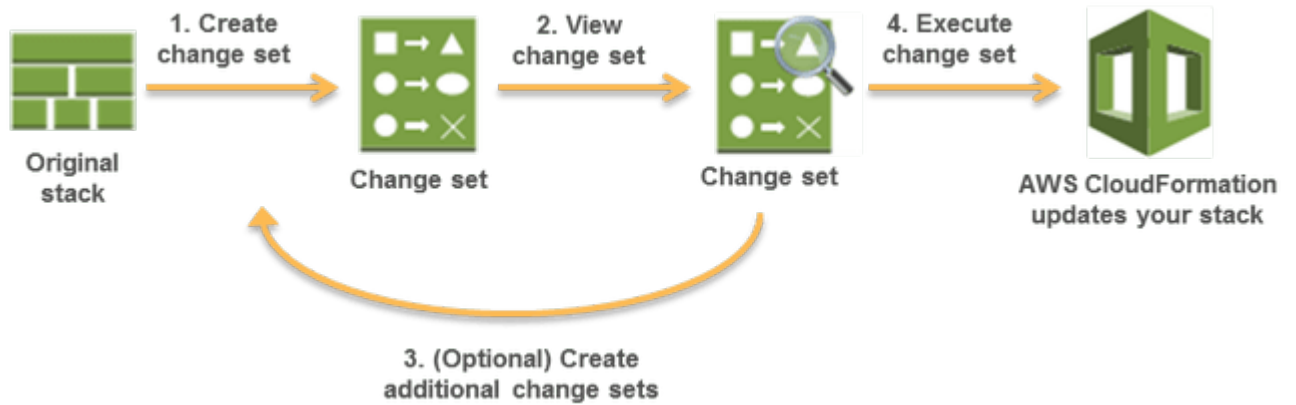 1. Create
change set
2. View
change set
4. Execute
change set
Original
stack
Change set
Change set
AWS CloudFormation
updates your stack
3. (Optional) Create
additional change sets